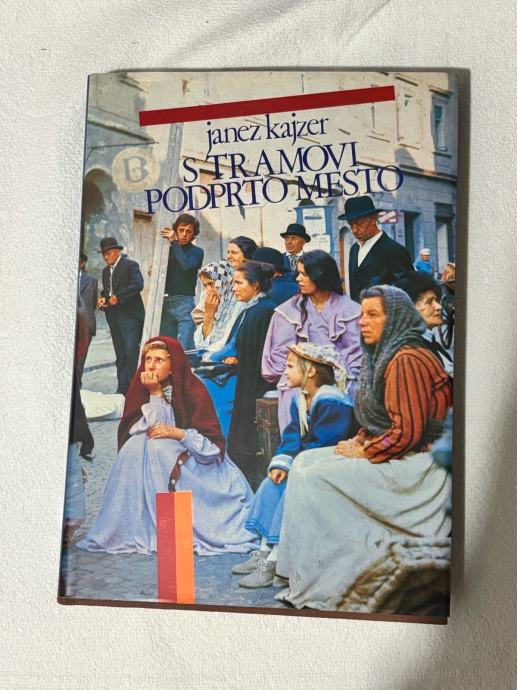 janez kajzer
S TRAMOVI
PODPRTO MESTO
B